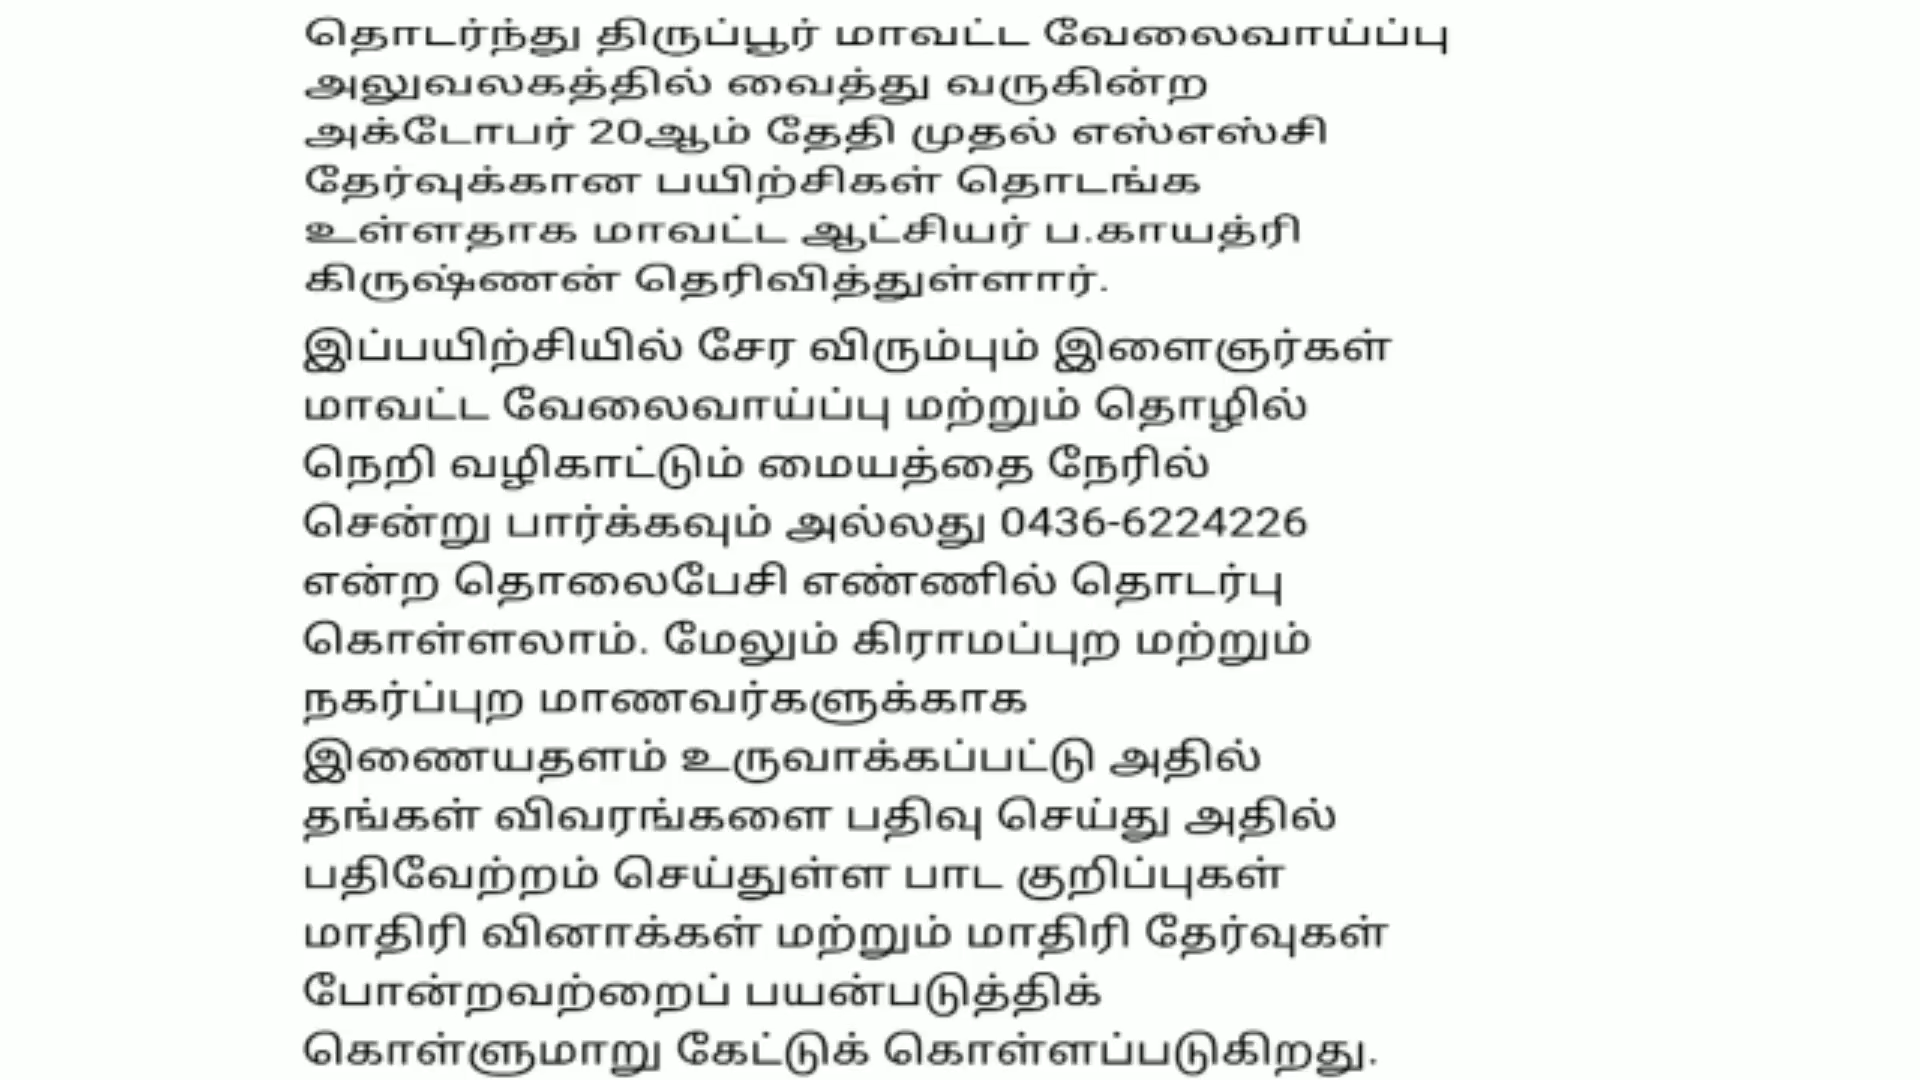 தொடர்ந்து திருப்பூர் மாவட்ட வேலைவாய்ப்பு
அலுவலகத்தில் வைத்து வருகின்ற
அக்டோபர் 20ஆம் தேதி முதல் எஸ்எஸ்சி
தேர்வுக்கான பயிற்சிகள் தொடங்க
உள்ளதாக மாவட்ட ஆட்சியர் ப.காயத்ரி
கிருஷ்ணன் தெரிவித்துள்ளார்.
இப்பயிற்சியில் சேர விரும்பும் இளைஞர்கள்
மாவட்ட வேலைவாய்ப்பு மற்றும் தொழில்
நெறி வழிகாட்டும் மையத்தை நேரில்
சென்று பார்க்கவும் அல்லது 0436-6224226
என்ற தொலைபேசி எண்ணில் தொடர்பு
கொள்ளலாம். மேலும் கிராமப்புற மற்றும்
நகர்ப்புற மாணவர்களுக்காக
இணையதளம் உருவாக்கப்பட்டு அதில்
தங்கள் விவரங்களை பதிவு செய்து அதில்
பதிவேற்றம் செய்துள்ள பாட குறிப்புகள்
மாதிரி வினாக்கள் மற்றும் மாதிரி தேர்வுகள்
போன்றவற்றைப் பயன்படுத்திக்
கொள்ளுமாறு கேட்டுக் கொள்ளப்படுகிறது.